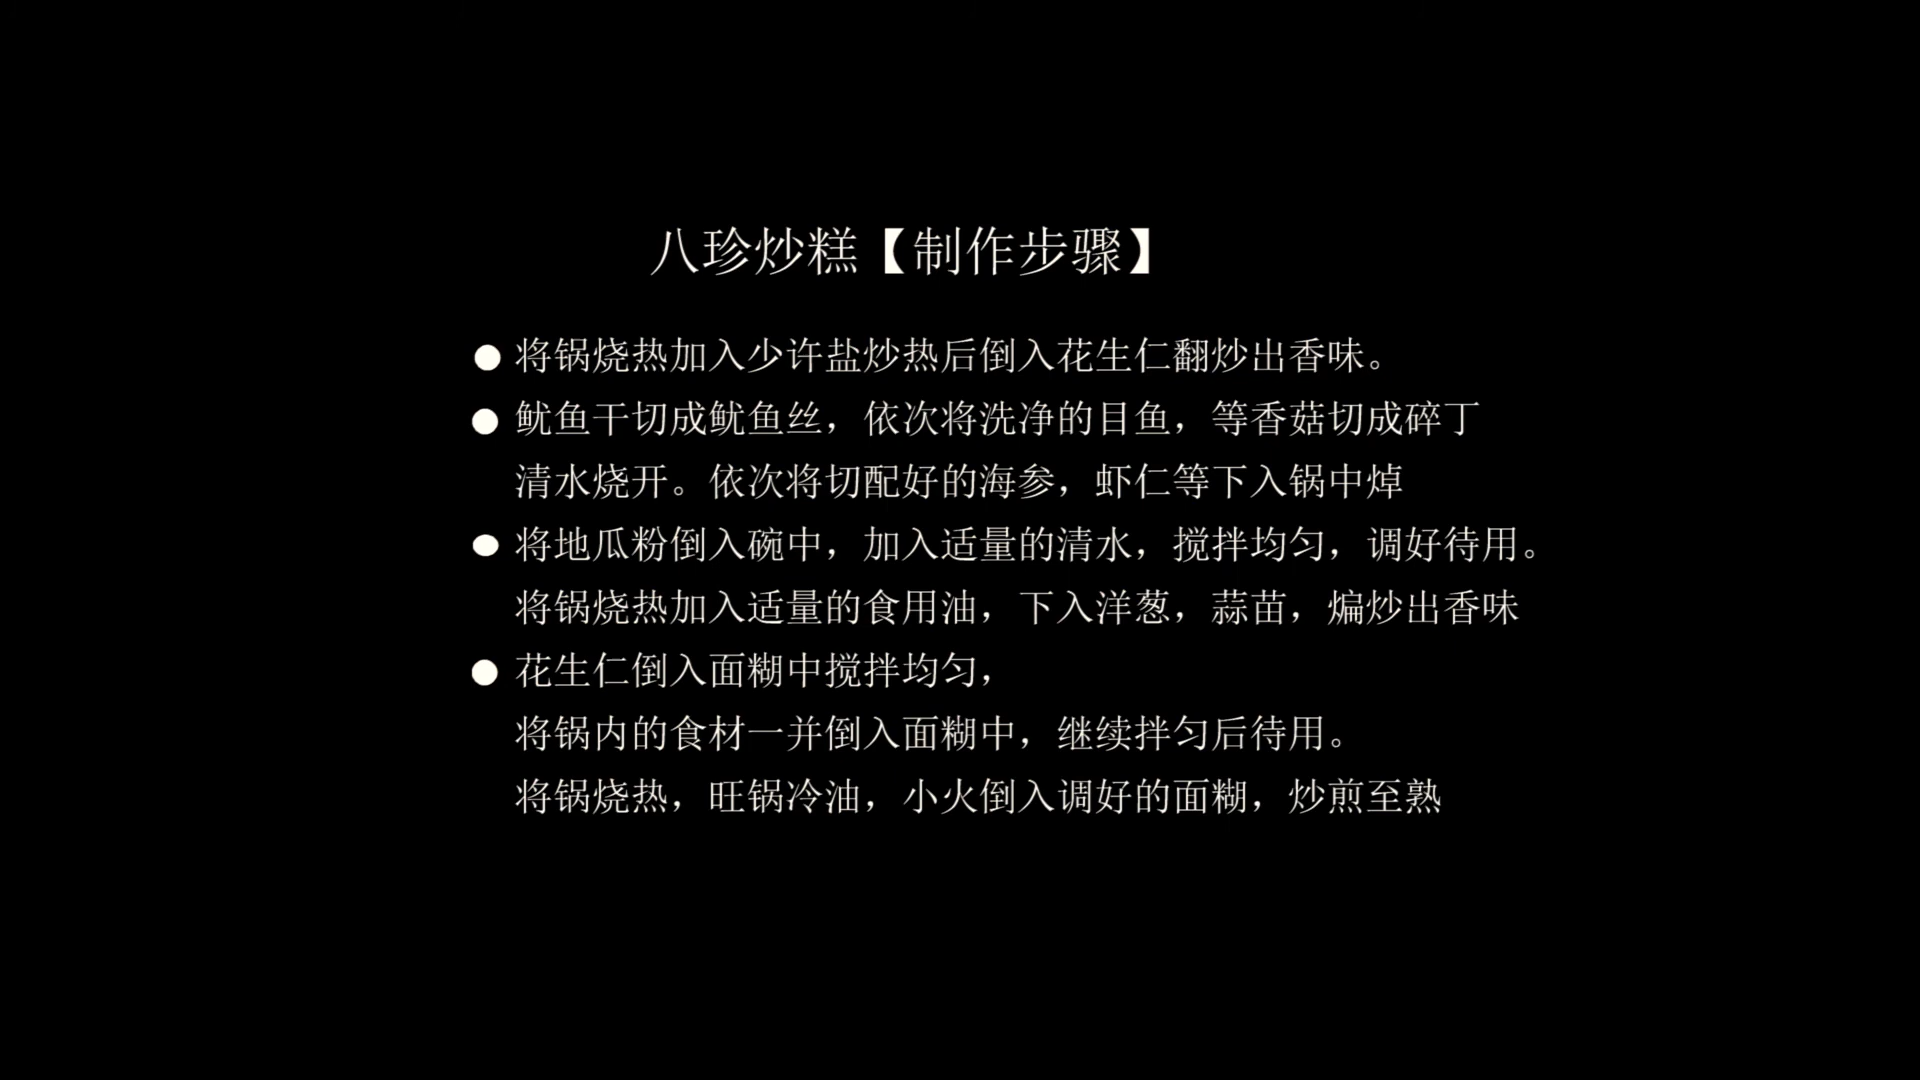 八珍炒糕【制作步骤】
● 将锅烧热加入少许盐炒热后倒入花生仁翻炒出香味。
● 鱿鱼干切成鱿鱼丝，依次将洗净的目鱼，等香菇切成碎丁
清水烧开。依次将切配好的海参，虾仁等下入锅中焯
● 将地瓜粉倒入碗中，加入适量的清水，搅拌均匀，调好待用。
将锅烧热加入适量的食用油，下入洋葱，蒜苗，煸炒出香味
● 花生仁倒入面糊中搅拌均匀，
将锅内的食材一并倒入面糊中，继续拌匀后待用。
将锅烧热，旺锅冷油，小火倒入调好的面糊，炒煎至熟